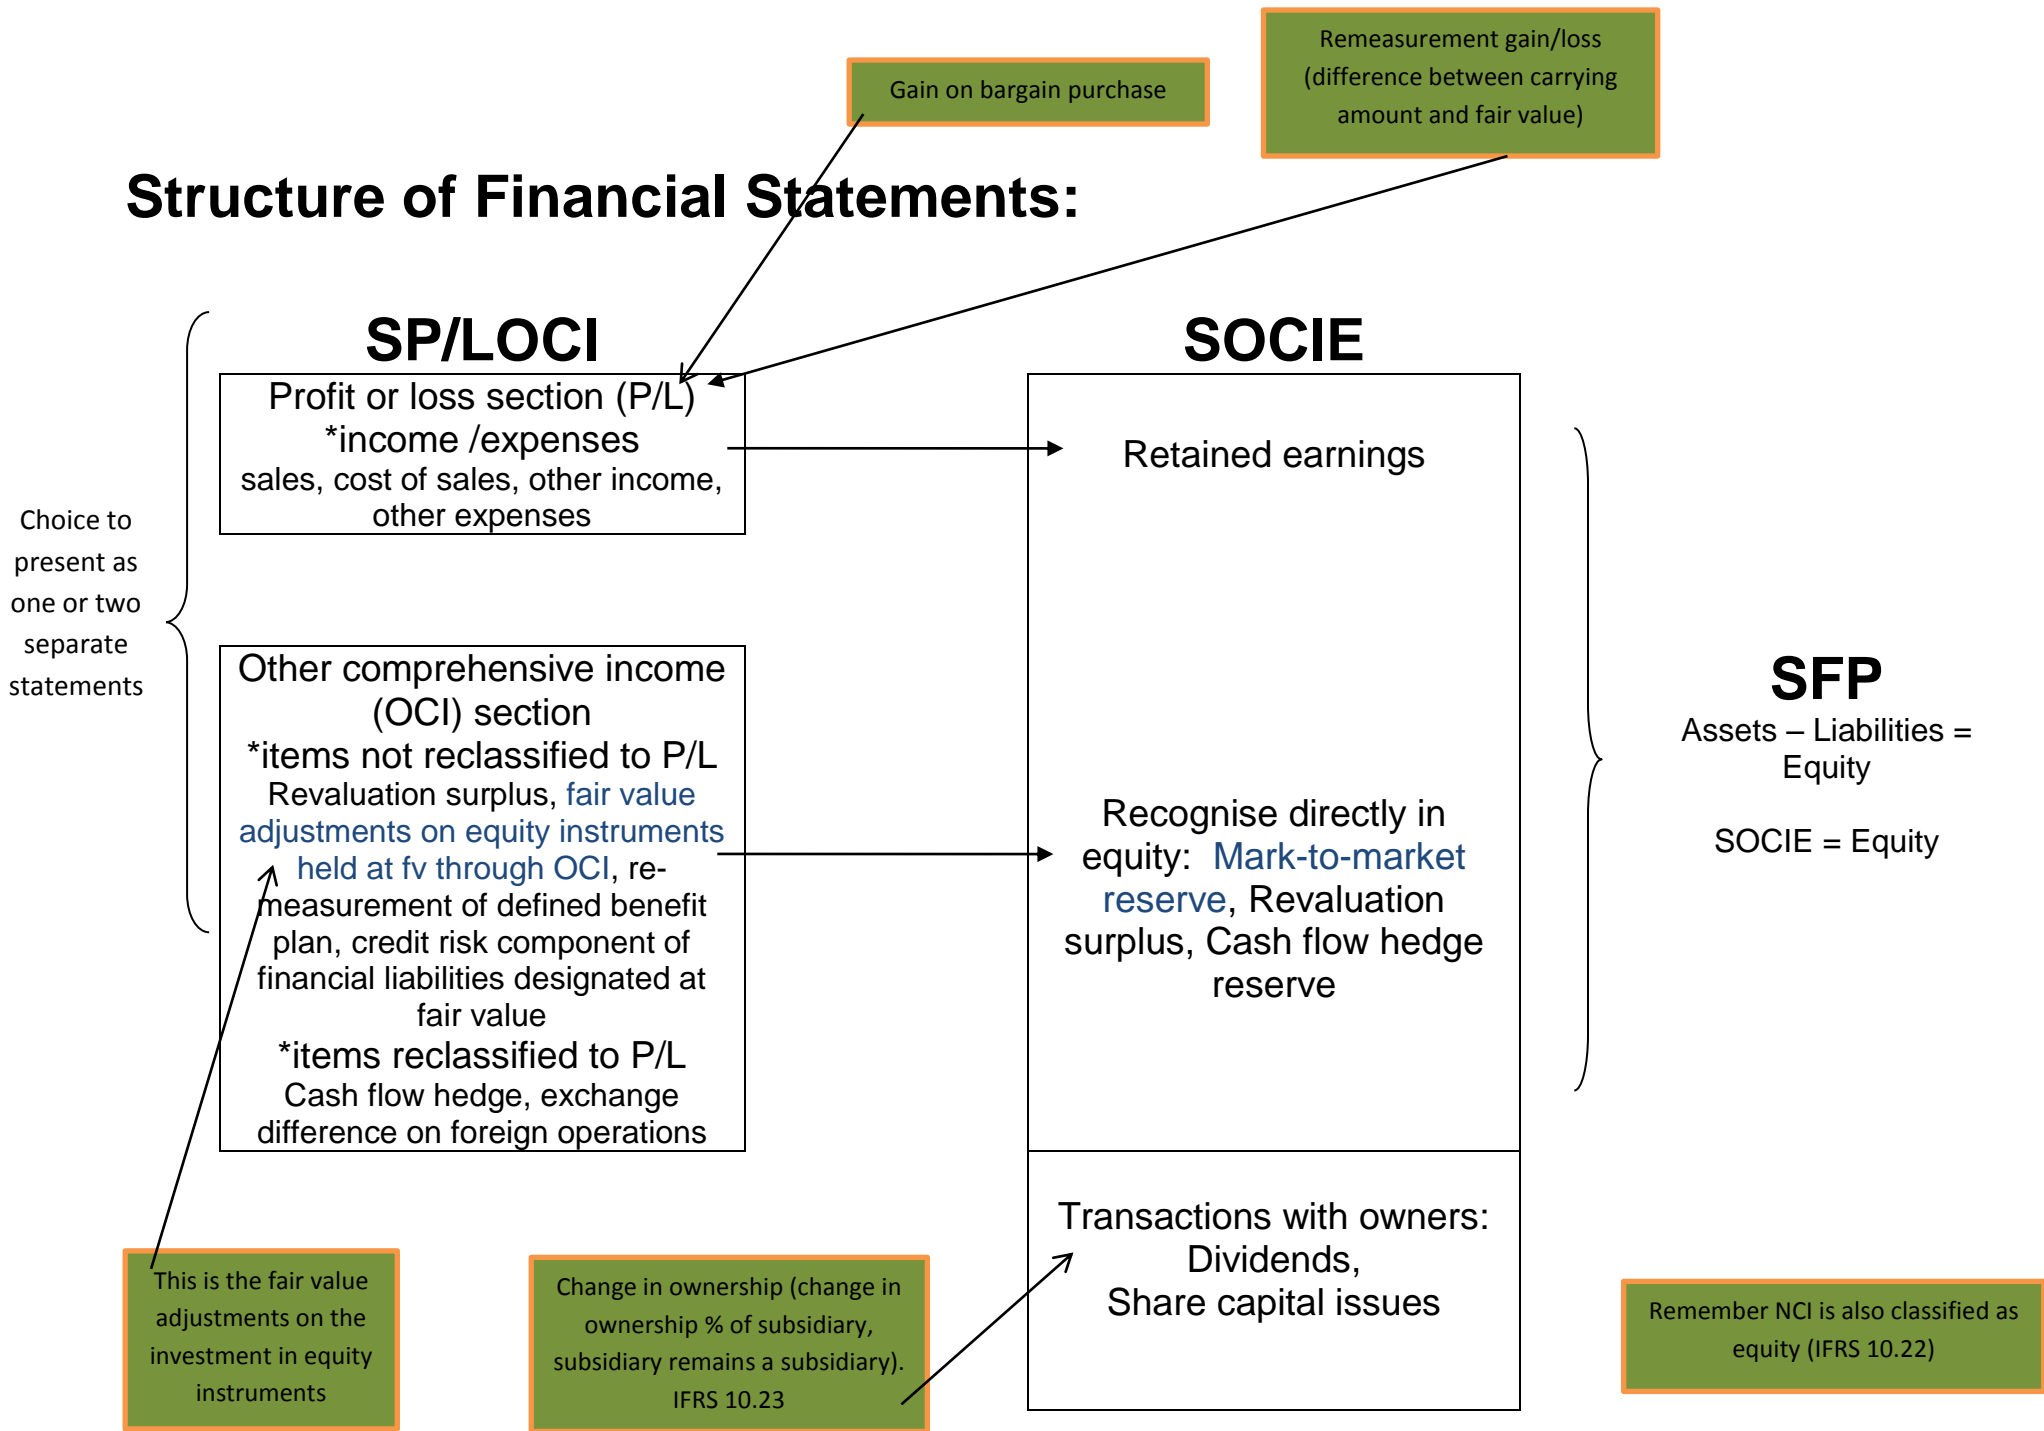 Gain on bargain purchase
Remeasurement gain/loss
(difference between carrying
amount and fair value)
Structure of Financial Statements:
SP/LOCI
Profit or loss section (P/L)
*income /expenses
sales, cost of sales, other income,
other expenses
Choice to
present as
one or two
separate
statements
Other comprehensive income
(OCI) section
*items not reclassified to P/L
Revaluation surplus, fair value
adjustments on equity instruments
held at fv through OCI, re-
measurement of defined benefit
plan, credit risk component of
financial liabilities designated at
fair value
*items reclassified to P/L
Cash flow hedge, exchange
difference on foreign operations
SOCIE
Retained earnings
Recognise directly in
equity: Mark-to-market
reserve, Revaluation
surplus, Cash flow hedge
reserve
Transactions with owners:
Dividends,
Share capital issues
SFP
Assets – Liabilities =
Equity
SOCIE = Equity
This is the fair value
adjustments on the
investment in equity
instruments
Change in ownership (change in
ownership % of subsidiary,
subsidiary remains a subsidiary).
IFRS 10.23
Remember NCI is also classified as
equity (IFRS 10.22)